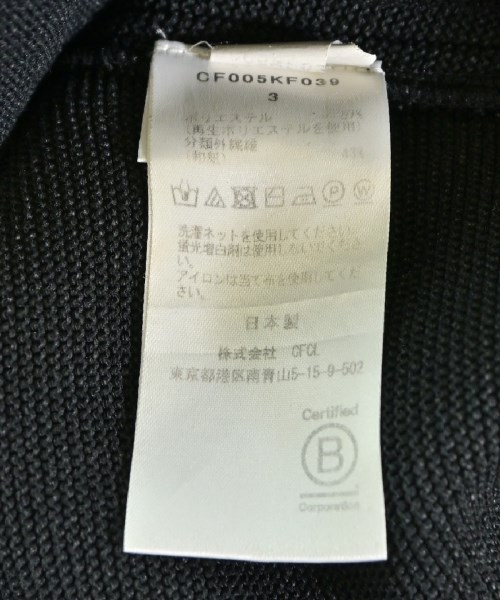 CF005KF039
3
ポリエステル
(再生ポリエステルを使用)
分類外繊維
(和紙)
P W
洗濯ネットを使用してください。
蛍光増白剤は使用しないでください。
アイロンは当て布を使用してください。
日本製
株式会社 CFCL
東京都港区南青山5-15-9-502
Certified
B
Corporation